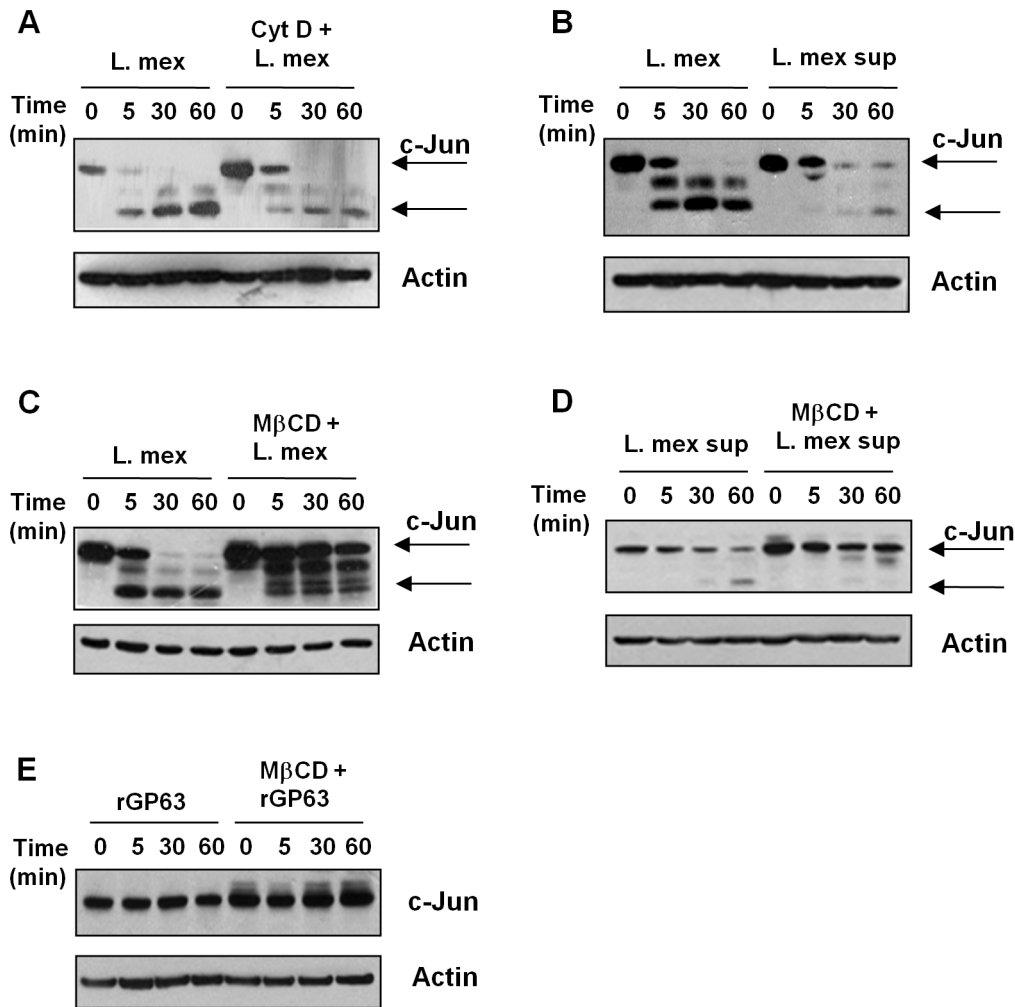 A
Cyt D +
L. mex
L. mex
Time
(min)
0 5 30 60 0 5 30 60
c-Jun
Actin
B
L. mex
L. mex sup
Time
(min)
0 5 30 60 0 5 30 60
c-Jun
Actin
C
MβCD +
L. mex
L. mex
Time
(min)
0 5 30 60 0 5 30 60
c-Jun
Actin
D
MβCD +
L. mex sup
L. mex sup
Time
(min)
0 5 30 60 0 5 30 60
c-Jun
Actin
E
MβCD +
rGP63
rGP63
Time
(min)
0 5 30 60 0 5 30 60
c-Jun
Actin